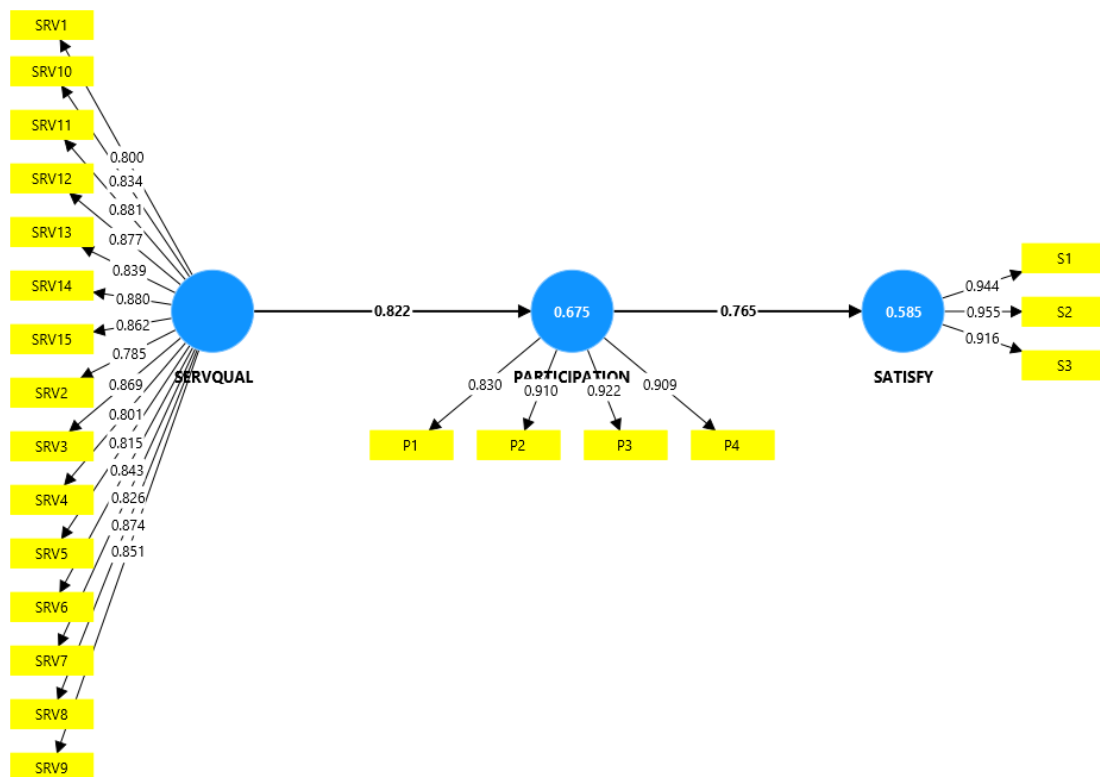 SRV1
SRV10
SRV11
SRV12
SRV13
SRV14
SRV15
SRV2
SRV3
SRV4
SRV5
SRV6
SRV7
SRV8
SRV9
0.800
0.834
0.881
0.877
0.839
0.880
0.862
0.785
0.869
0.801
0.815
0.843
0.826
0.874
0.851
SERVQUAL
0.822
0.675
PARTICIPATION
0.830
0.910
0.922
0.909
P1
P2
P3
P4
0.765
0.585
SATISFY
0.944
0.955
0.916
S1
S2
S3